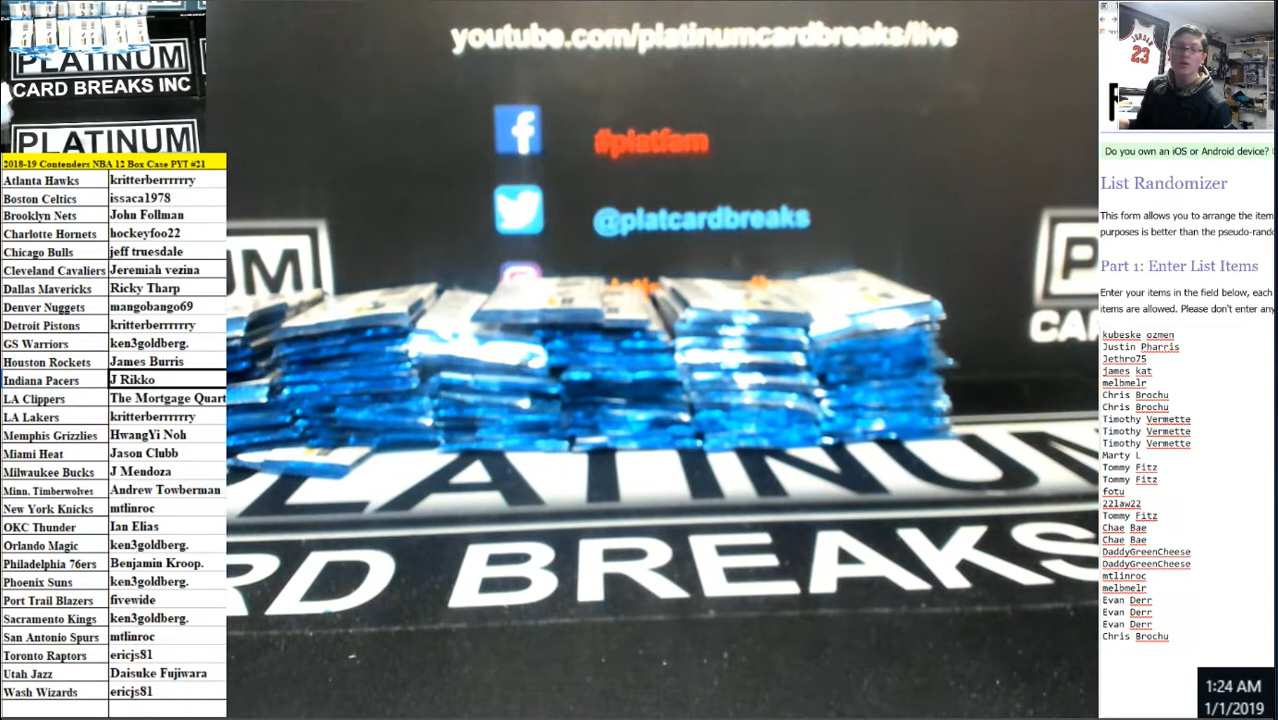 PLATINUM
CARD BREAKS INC
PLATINUM
youtube.com/platinumcardbreaks/live
#platfam
@platcardbreaks
2018-19 Contenders NBA 12 Box Case PYT #21
Atlanta Hawks kritterberrrrrry
Boston Celtics issaca1978
Brooklyn Nets John Follman
Charlotte Hornets hockeyfoo22
Chicago Bulls jeff truesdale
Cleveland Cavaliers Jeremiah vezina
Dallas Mavericks Ricky Tharp
Denver Nuggets mangobango69
Detroit Pistons kritterberrrrrry
GS Warriors ken3goldberg.
Houston Rockets James Burris
Indiana Pacers J Rikko
LA Clippers The Mortgage Quart
LA Lakers kritterberrrrrry
Memphis Grizzlies HwangYi Noh
Miami Heat Jason Clubb
Milwaukee Bucks J Mendoza
Minn. Timberwolves Andrew Towberman
New York Knicks mtlinroc
OKC Thunder Ian Elias
Orlando Magic ken3goldberg.
Philadelphia 76ers Benjamin Kroop.
Phoenix Suns ken3goldberg.
Port Trail Blazers fivewide
Sacramento Kings ken3goldberg.
San Antonio Spurs mtlinroc
Toronto Raptors ericjs81
Utah Jazz Daisuke Fujiwara
Wash Wizards ericjs81
PLATINUM
CARD BREAKS
JORDAN
23
Do you own an iOS or Android device?
List Randomizer
This form allows you to arrange the item
purposes is better than the pseudo-rando
Part 1: Enter List Items
Enter your items in the field below, each
items are allowed. Please don't enter any
kubeske ozmen
Justin Pharris
Jethro75
james kat
melbmelr
Chris Brochu
Chris Brochu
Timothy Vermette
Timothy Vermette
Timothy Vermette
Marty L
Tommy Fitz
Tommy Fitz
fotu
22law22
Tommy Fitz
Chae Bae
Chae Bae
DaddyGreenCheese
DaddyGreenCheese
mtlinroc
melbmelr
Evan Derr
Evan Derr
Evan Derr
Chris Brochu
1:24 AM
1/1/2019